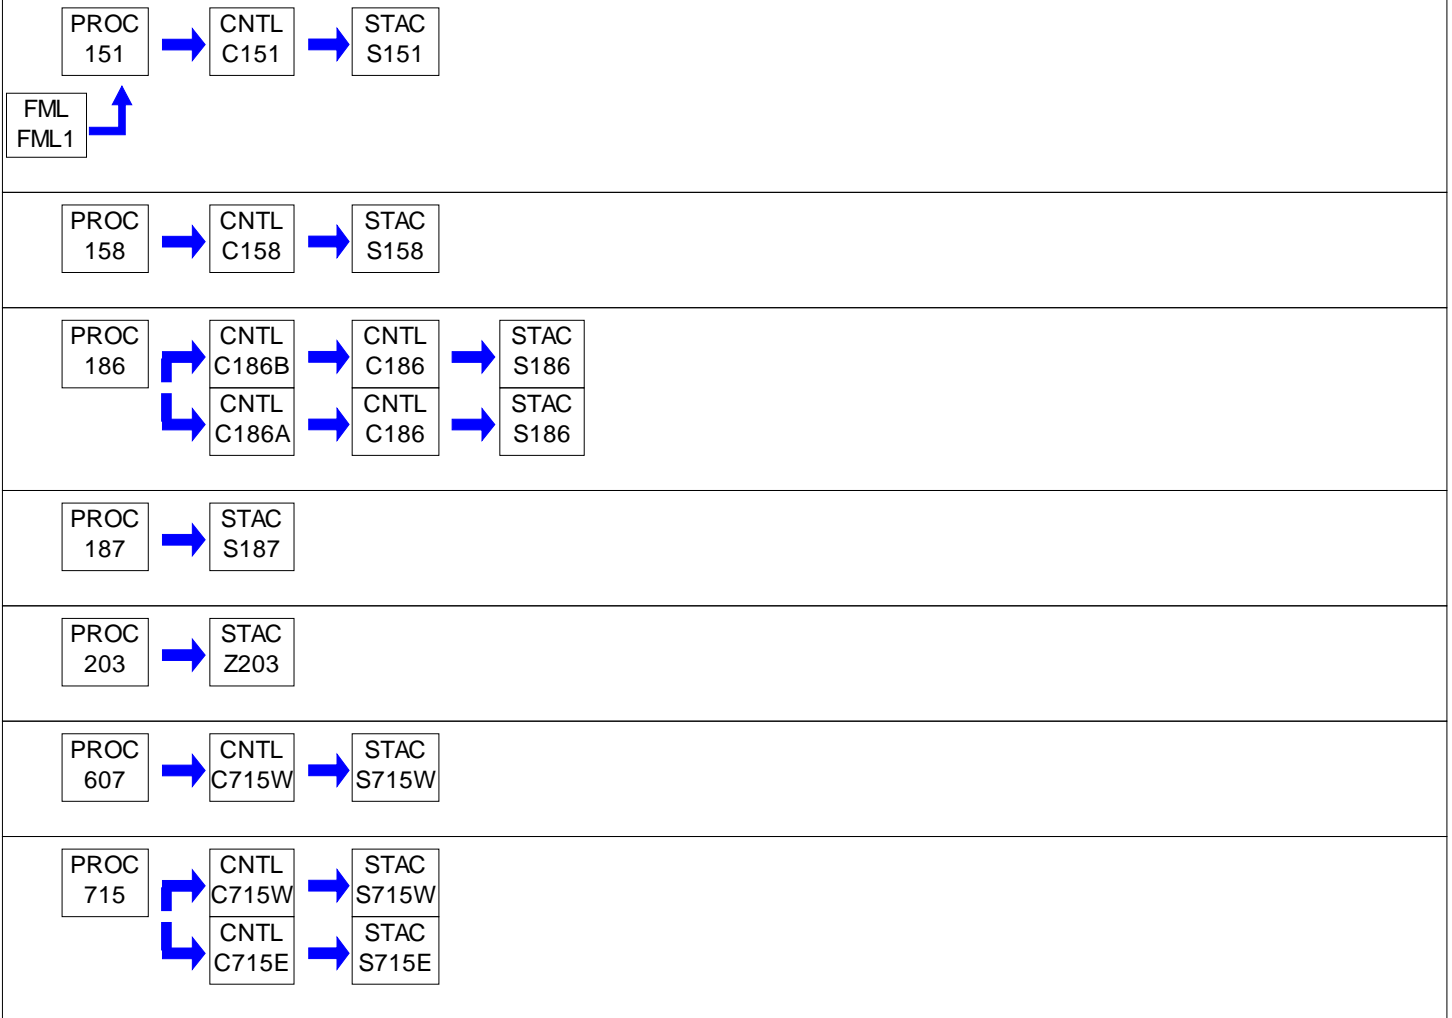 PROC
151
CNTL
C151
STAC
S151
FML
FML1
PROC
158
CNTL
C158
STAC
S158
PROC
186
CNTL
C186B
CNTL
C186
STAC
S186
CNTL
C186A
CNTL
C186
STAC
S186
PROC
187
STAC
S187
PROC
203
STAC
Z203
PROC
607
CNTL
C715W
STAC
S715W
PROC
715
CNTL
C715W
STAC
S715W
CNTL
C715E
STAC
S715E